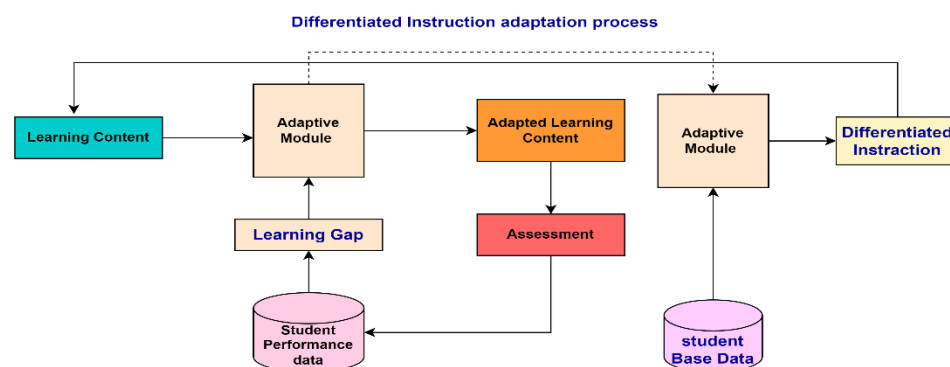 Differentiated Instruction adaptation process
Learning Content
Adaptive
Module
Adapted Learning
Content
Adaptive
Module
Differentiated
Instraction
Learning Gap
Assessment
Student
Performance
data
student
Base Data